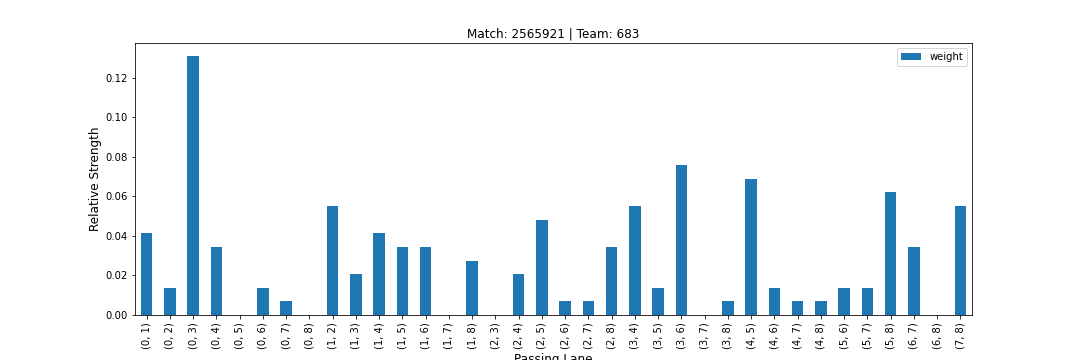 Match: 2565921 | Team: 683
weight
Relative Strength
0.12
0.10
0.08
0.06
0.04
0.02
0.00
(0, 1) (0, 2) (0, 3) (0, 4) (0, 5) (0, 6) (0, 7) (0, 8) (1, 2) (1, 3) (1, 4) (1, 5) (1, 6) (1, 7) (1, 8) (2, 3) (2, 4) (2, 5) (2, 6) (2, 7) (2, 8) (3, 4) (3, 5) (3, 6) (3, 7) (3, 8) (4, 5) (4, 6) (4, 7) (4, 8) (5, 6) (5, 7) (5, 8) (6, 7) (6, 8) (7, 8)
Passing Lane